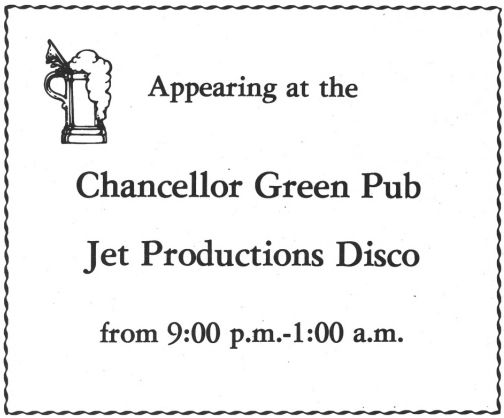 Appearing at the
Chancellor Green Pub
Jet Productions Disco
from 9:00 p.m.-1:00 a.m.